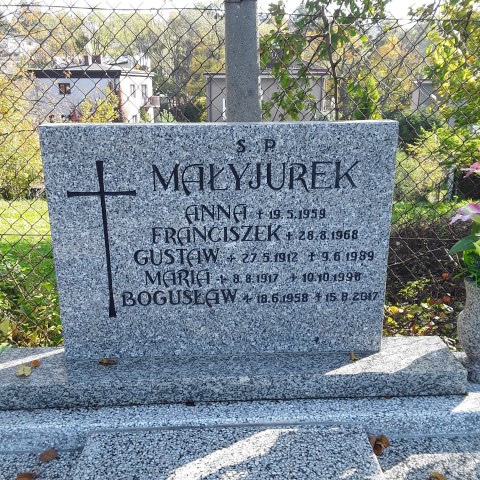 Ś P
MAŁYJUREK
ANNA + 19.5.1959
FRANCISZEK + 28.8.1968
GUSTAW + 27.5.1912 + 9.6.1989
MARIA + 8.8.1917 + 10.10.1996
BOGUSŁAW + 18.6.1958 + 15.8.2017